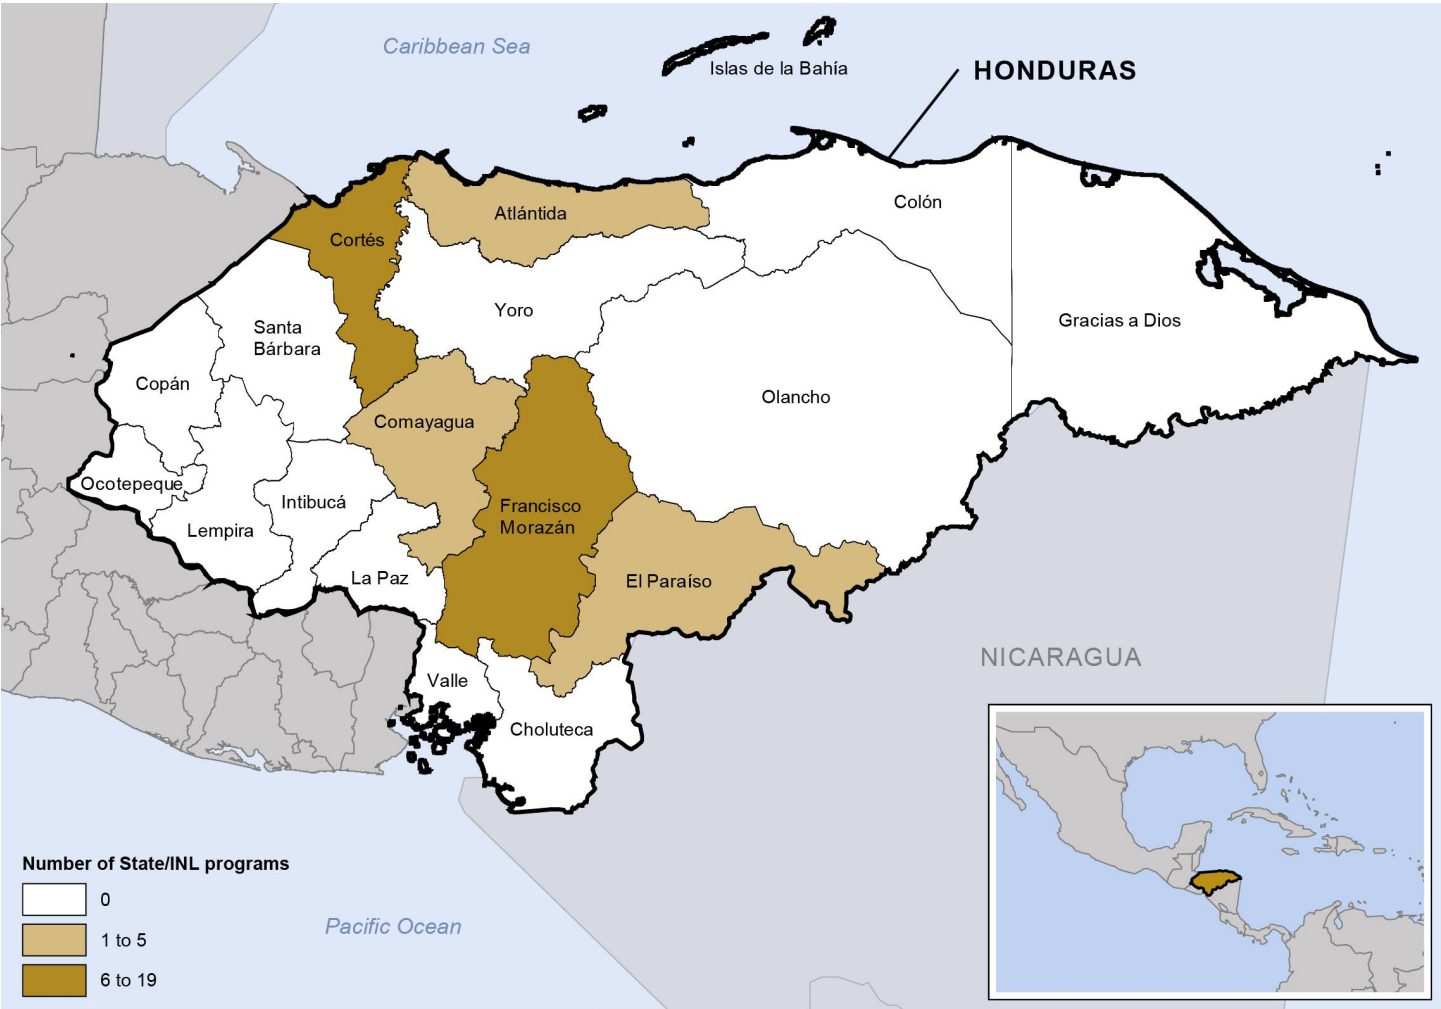 Caribbean Sea
Islas de la Bahía
HONDURAS
Colón
Atlántida
Cortés
Yoro
Gracias a Dios
Santa
Bárbara
Copán
Olancho
Comayagua
Ocotepeque
Intibucá
Francisco
Morazán
Lempira
La Paz
El Paraíso
NICARAGUA
Valle
Choluteca
Number of State/INL programs
0
1 to 5
6 to 19
Pacific Ocean